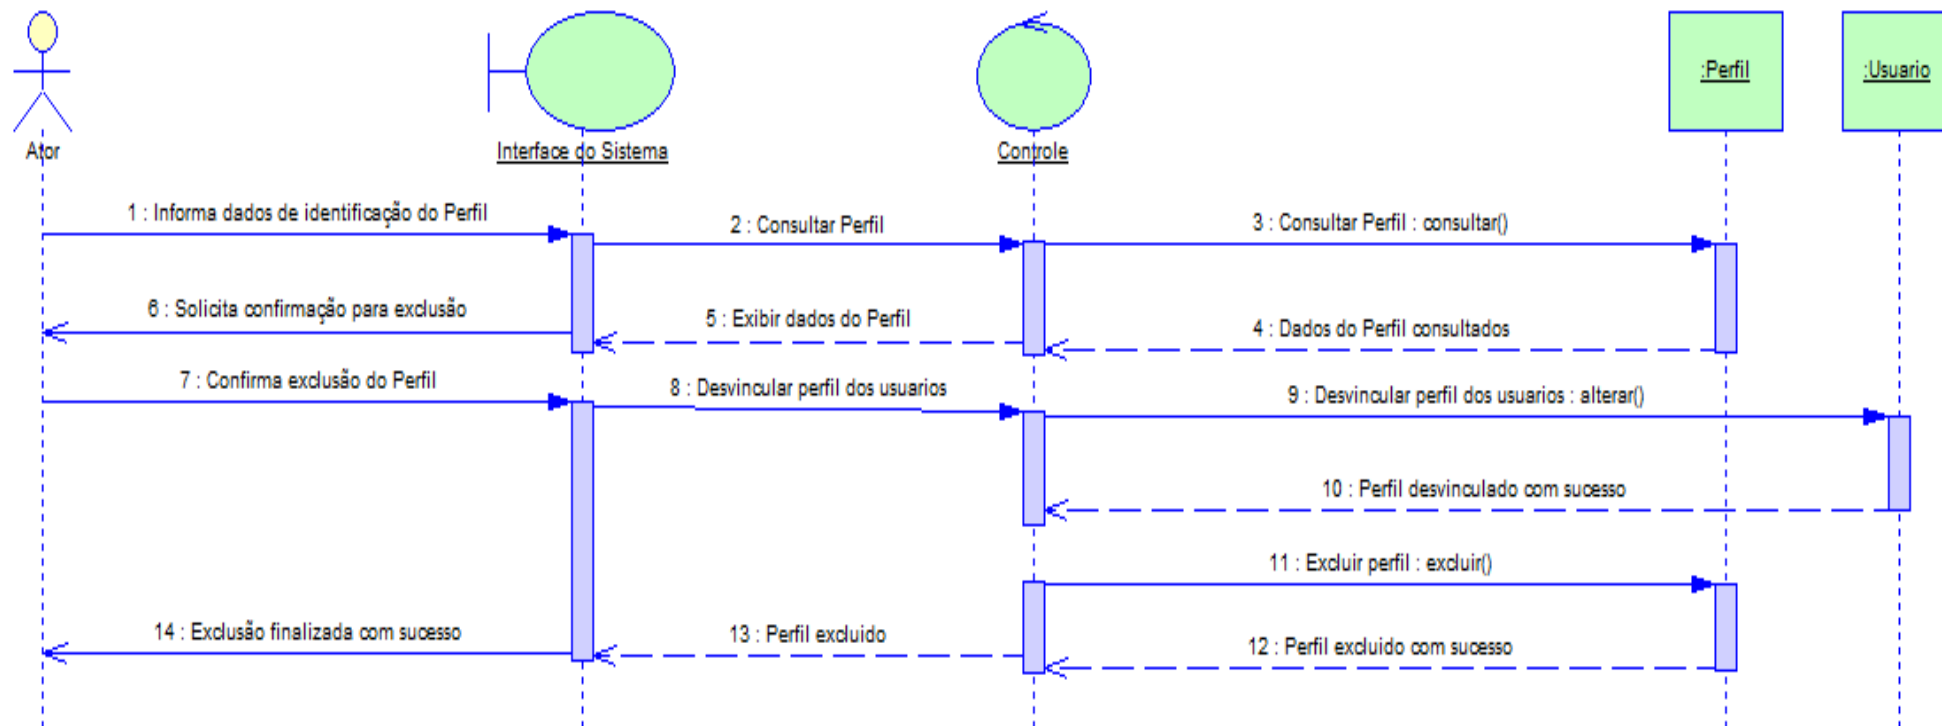 :Perfil
:Usuario
Ator
Interface do Sistema
Controle
1 : Informa dados de identificação do Perfil
2 : Consultar Perfil
3 : Consultar Perfil : consultar()
6 : Solicita confirmação para exclusão
5 : Exibir dados do Perfil
4 : Dados do Perfil consultados
7 : Confirma exclusão do Perfil
8 : Desvincular perfil dos usuarios
9 : Desvincular perfil dos usuarios : alterar()
10 : Perfil desvinculado com sucesso
11 : Excluir perfil : excluir()
14 : Exclusão finalizada com sucesso
13 : Perfil excluido
12 : Perfil excluido com sucesso